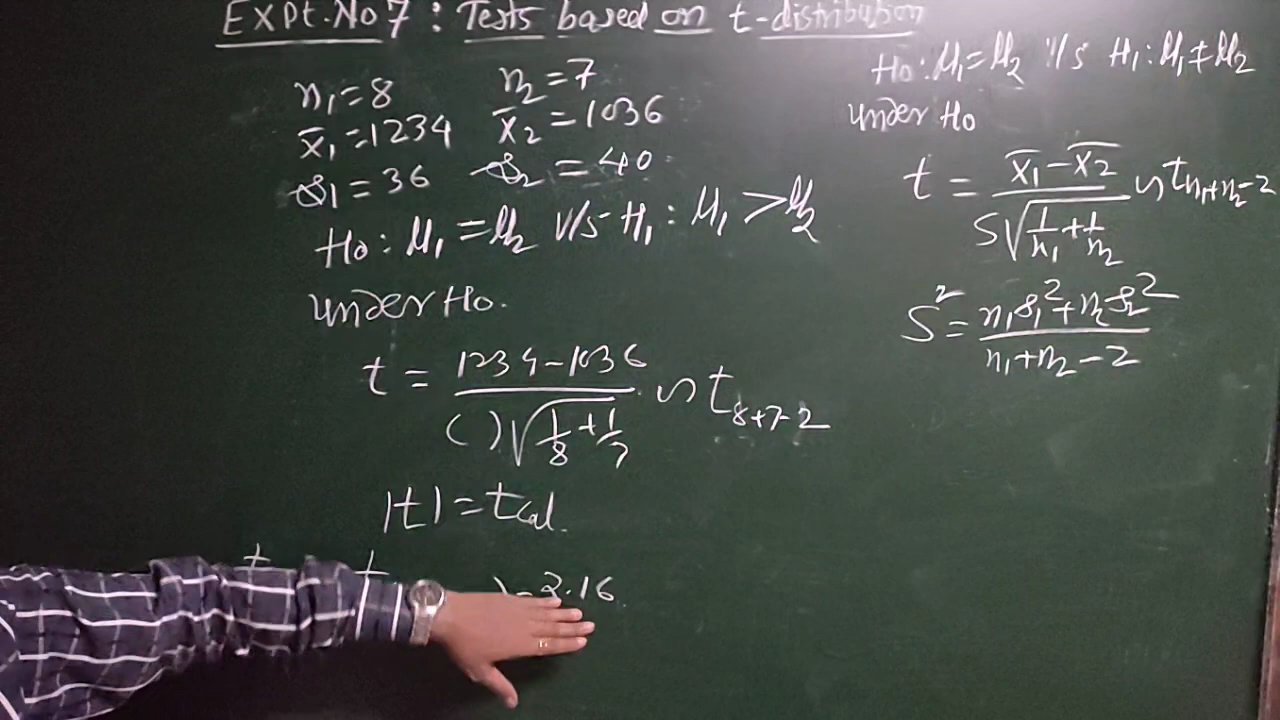 Expt. No 7 : Tests based on t-distribution
n₁ = 8 n₂ = 7
x̄₁ = 1234 x̄₂ = 1036
s₁ = 36 s₂ = 40
H₀ : μ₁ = μ₂ v/s H₁ : μ₁ > μ₂
under H₀.
t = (1234 - 1036) / (( ) √(1/8 + 1/7)) ~ t₈₊₇₋₂
|t| = t cal.
t t = 2.16
H₀ : μ₁ = μ₂ v/s H₁ : μ₁ ≠ μ₂
under H₀
t = (x̄₁ - x̄₂) / (S √(1/n₁ + 1/n₂)) ~ t n₁+n₂-2
S² = (n₁s₁² + n₂s₂²) / (n₁ + n₂ - 2)